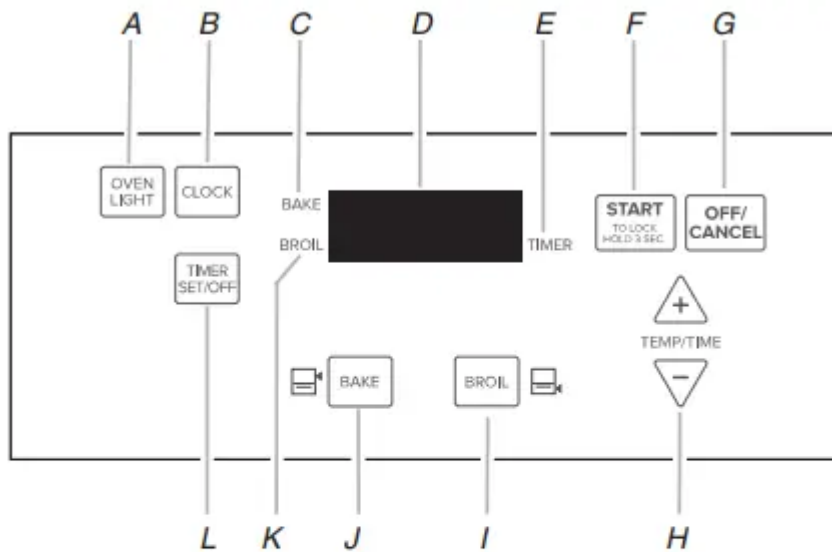 A B C D E F G
OVEN
LIGHT
CLOCK
BAKE
BROIL
TIMER
START
TO LOCK
HOLD 3 SEC
OFF/
CANCEL
TIMER
SET/OFF
+
TEMP/TIME
−
BAKE
BROIL
L K J I H